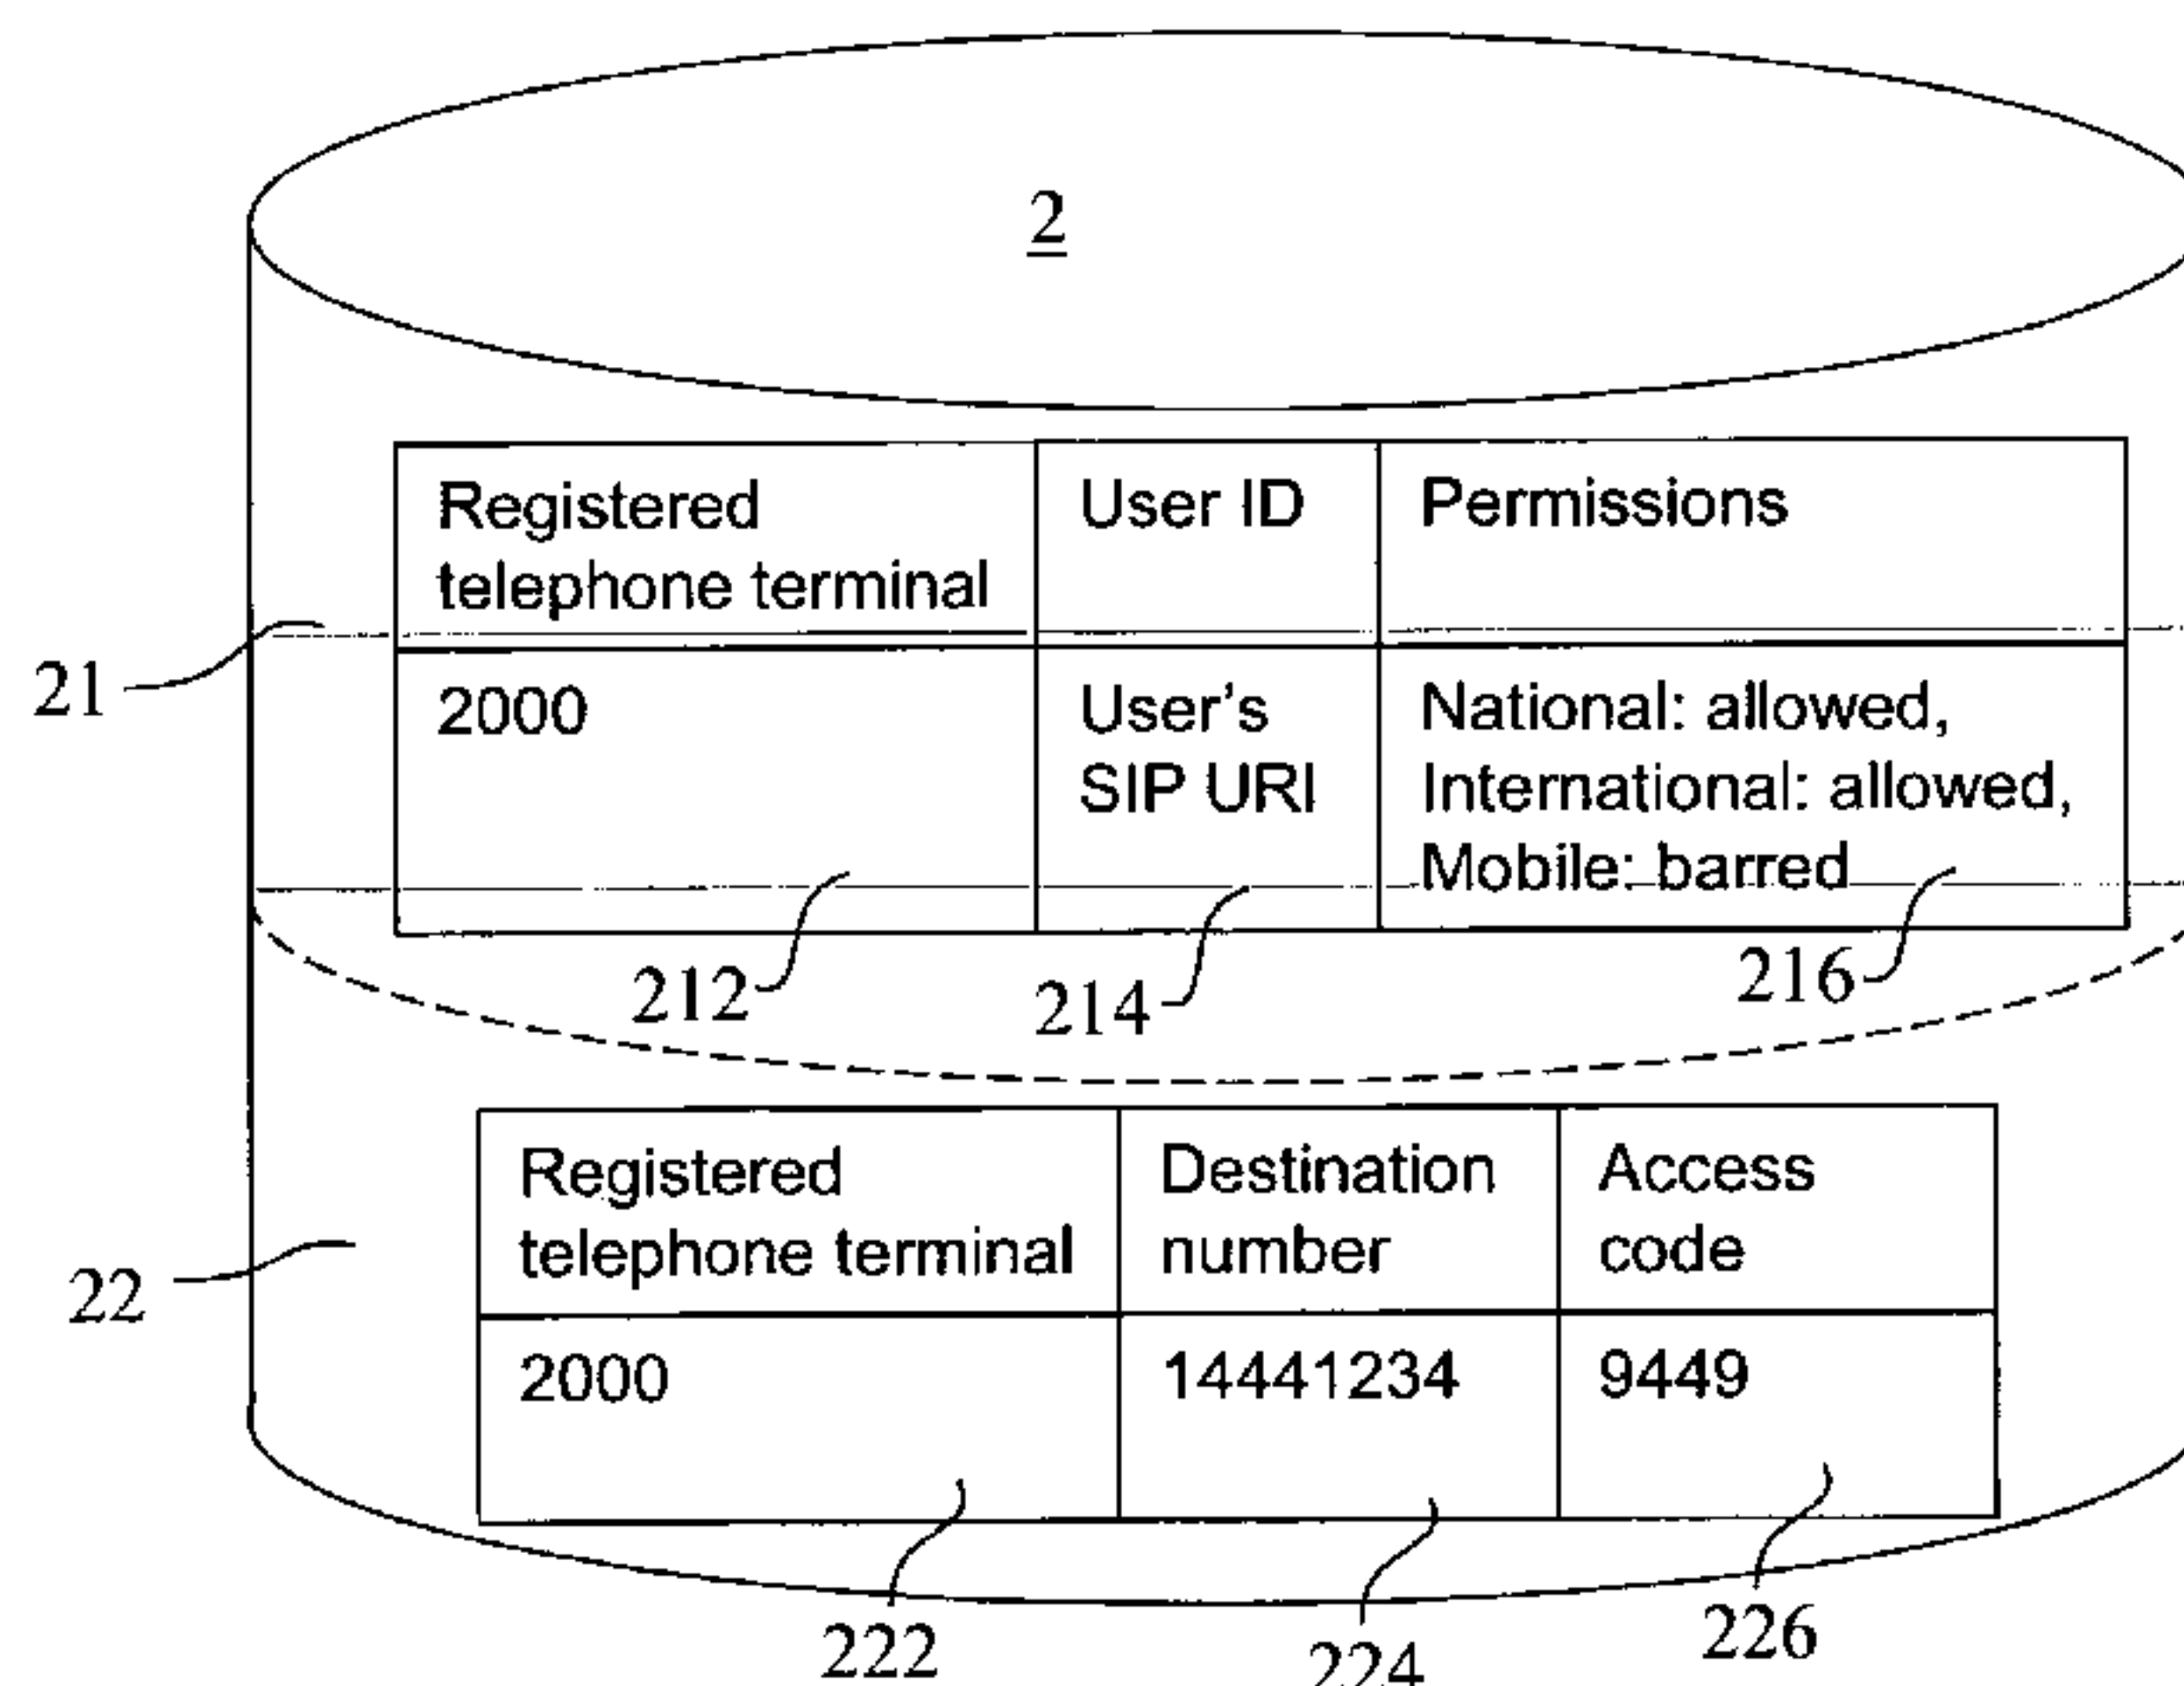 2
Registered
telephone terminal
User ID
Permissions
21
2000
User's
SIP URI
National: allowed,
International: allowed,
Mobile: barred
212
214
216
Registered
telephone terminal
Destination
number
Access
code
22
2000
14441234
9449
222
224
226